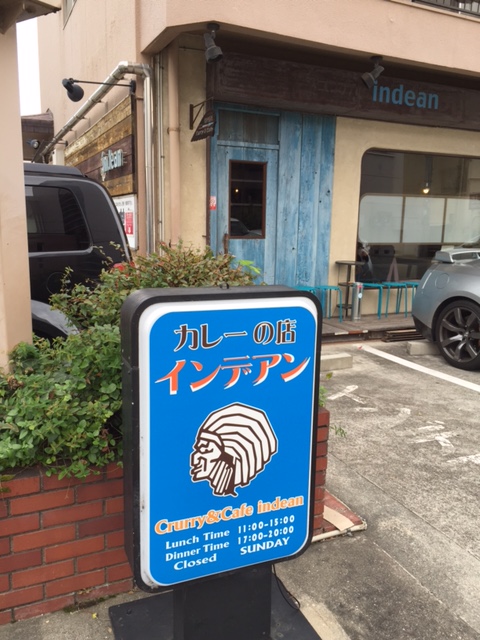 indean
indean
カレーの店
インデアン
Crurry&Cafe indean
Lunch Time 11:00-15:00
Dinner Time 17:00-20:00
Closed SUNDAY